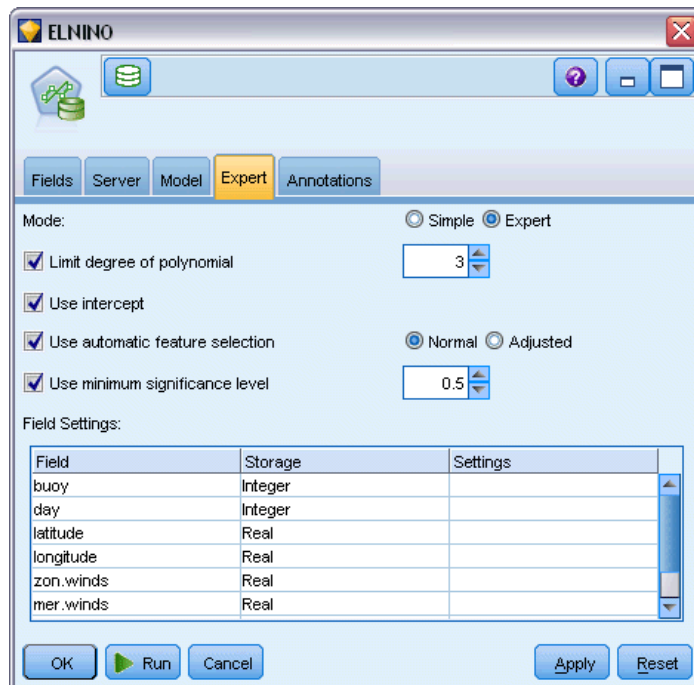 ELNINO
Fields Server Model Expert Annotations
Mode: Simple Expert
Limit degree of polynomial 3
Use intercept
Use automatic feature selection Normal Adjusted
Use minimum significance level 0.5
Field Settings:
Field Storage Settings
buoy Integer
day Integer
latitude Real
longitude Real
zon.winds Real
mer.winds Real
OK Run Cancel Apply Reset